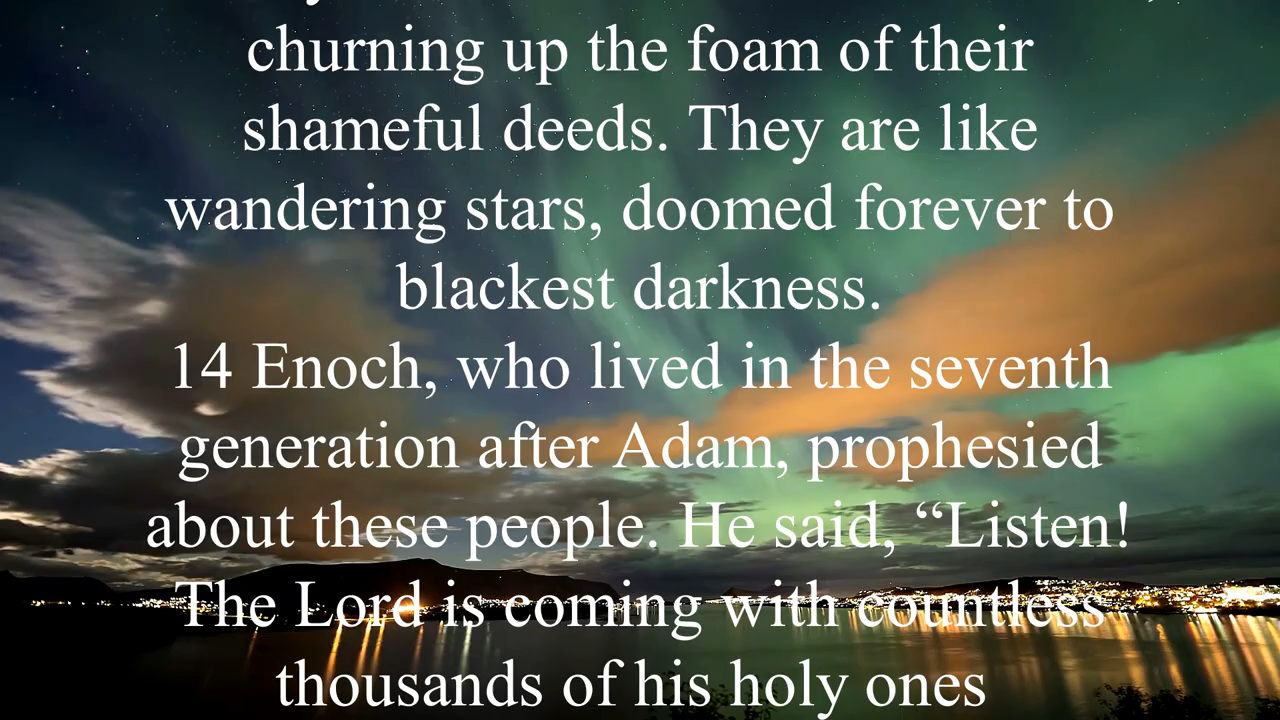 churning up the foam of their
shameful deeds. They are like
wandering stars, doomed forever to
blackest darkness.
14 Enoch, who lived in the seventh
generation after Adam, prophesied
about these people. He said, “Listen!
The Lord is coming with countless
thousands of his holy ones